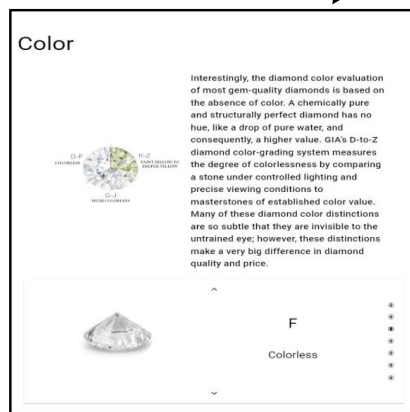 Color
Interestingly, the diamond color evaluation
of most gem-quality diamonds is based on
the absence of color. A chemically pure
and structurally perfect diamond has no
hue, like a drop of pure water, and
consequently, a higher value. GIA's D-to-Z
diamond color-grading system measures
the degree of colorlessness by comparing
a stone under controlled lighting and
precise viewing conditions to
masterstones of established color value.
Many of these diamond color distinctions
are so subtle that they are invisible to the
untrained eye; however, these distinctions
make a very big difference in diamond
quality and price.
D-F
COLORLESS
K-Z
FAINT YELLOW TO
DEEPER YELLOW
G-J
NEAR COLORLESS
F
Colorless